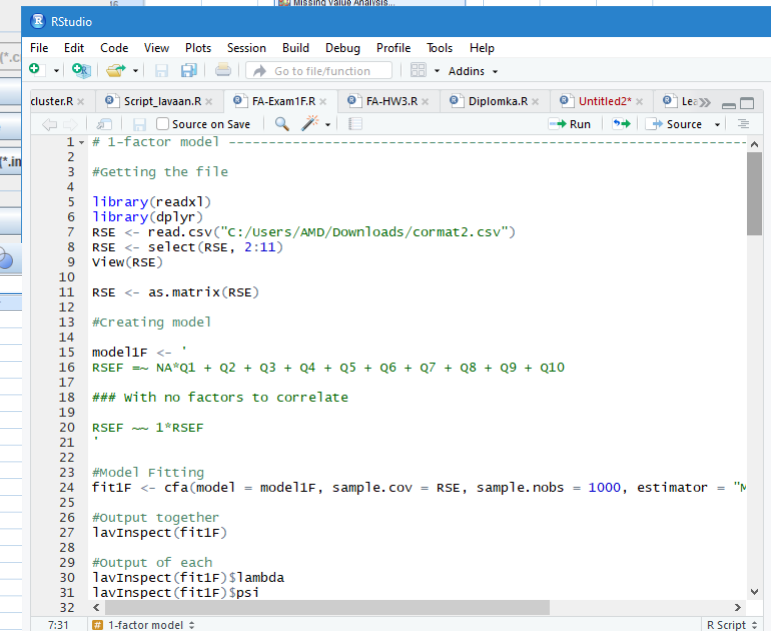 16
Missing Value Analysis...
RStudio
File Edit Code View Plots Session Build Debug Profile Tools Help
(*.c
Go to file/function Addins
cluster.R Script_lavaan.R FA-Exam1F.R FA-HW3.R Diplomka.R Untitled2* Lea
Source on Save Run Source
(*.in
1 # 1-factor model ----------------------------------------------------------------
2
3 #Getting the file
4
5 library(readxl)
6 library(dplyr)
7 RSE <- read.csv("C:/Users/AMD/Downloads/cormat2.csv")
8 RSE <- select(RSE, 2:11)
9 View(RSE)
10
11 RSE <- as.matrix(RSE)
12
13 #Creating model
14
15 model1F <- '
16 RSEF =~ NA*Q1 + Q2 + Q3 + Q4 + Q5 + Q6 + Q7 + Q8 + Q9 + Q10
17
18 ### With no factors to correlate
19
20 RSEF ~~ 1*RSEF
21 '
22
23 #Model Fitting
24 fit1F <- cfa(model = model1F, sample.cov = RSE, sample.nobs = 1000, estimator = "M
25
26 #Output together
27 lavInspect(fit1F)
28
29 #Output of each
30 lavInspect(fit1F)$lambda
31 lavInspect(fit1F)$psi
32
7:31 # 1-factor model R Script